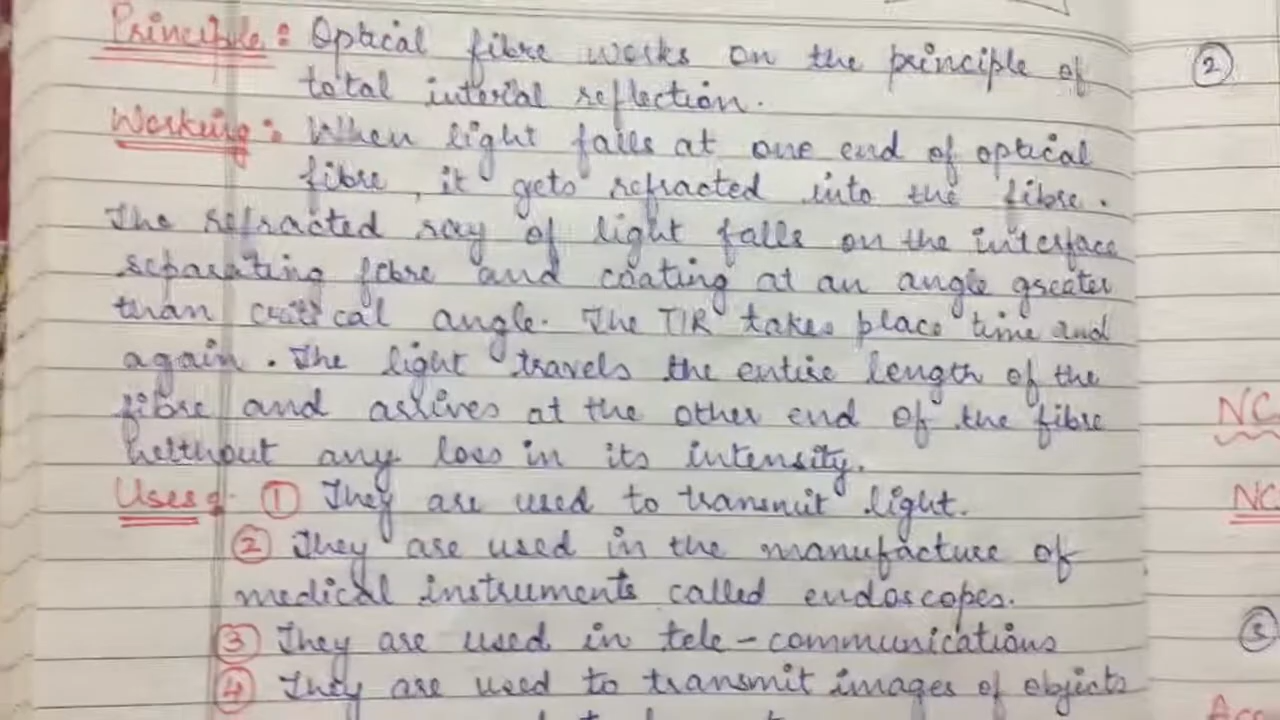 Principle: Optical fibre works on the principle of
total interal reflection.
Working: When light falls at one end of optical
fibre, it gets refracted into the fibre.
The refracted ray of light falls on the interface
separating fibre and coating at an angle greater
than critical angle. The TIR takes place time and
again. The light travels the entire length of the
fibre and arrives at the other end of the fibre
without any loss in its intensity.
Uses: ① They are used to transmit light.
② They are used in the manufacture of
medical instruments called endoscopes.
③ They are used in tele-communications
④ They are used to transmit images of objects
②
NC
NC
③